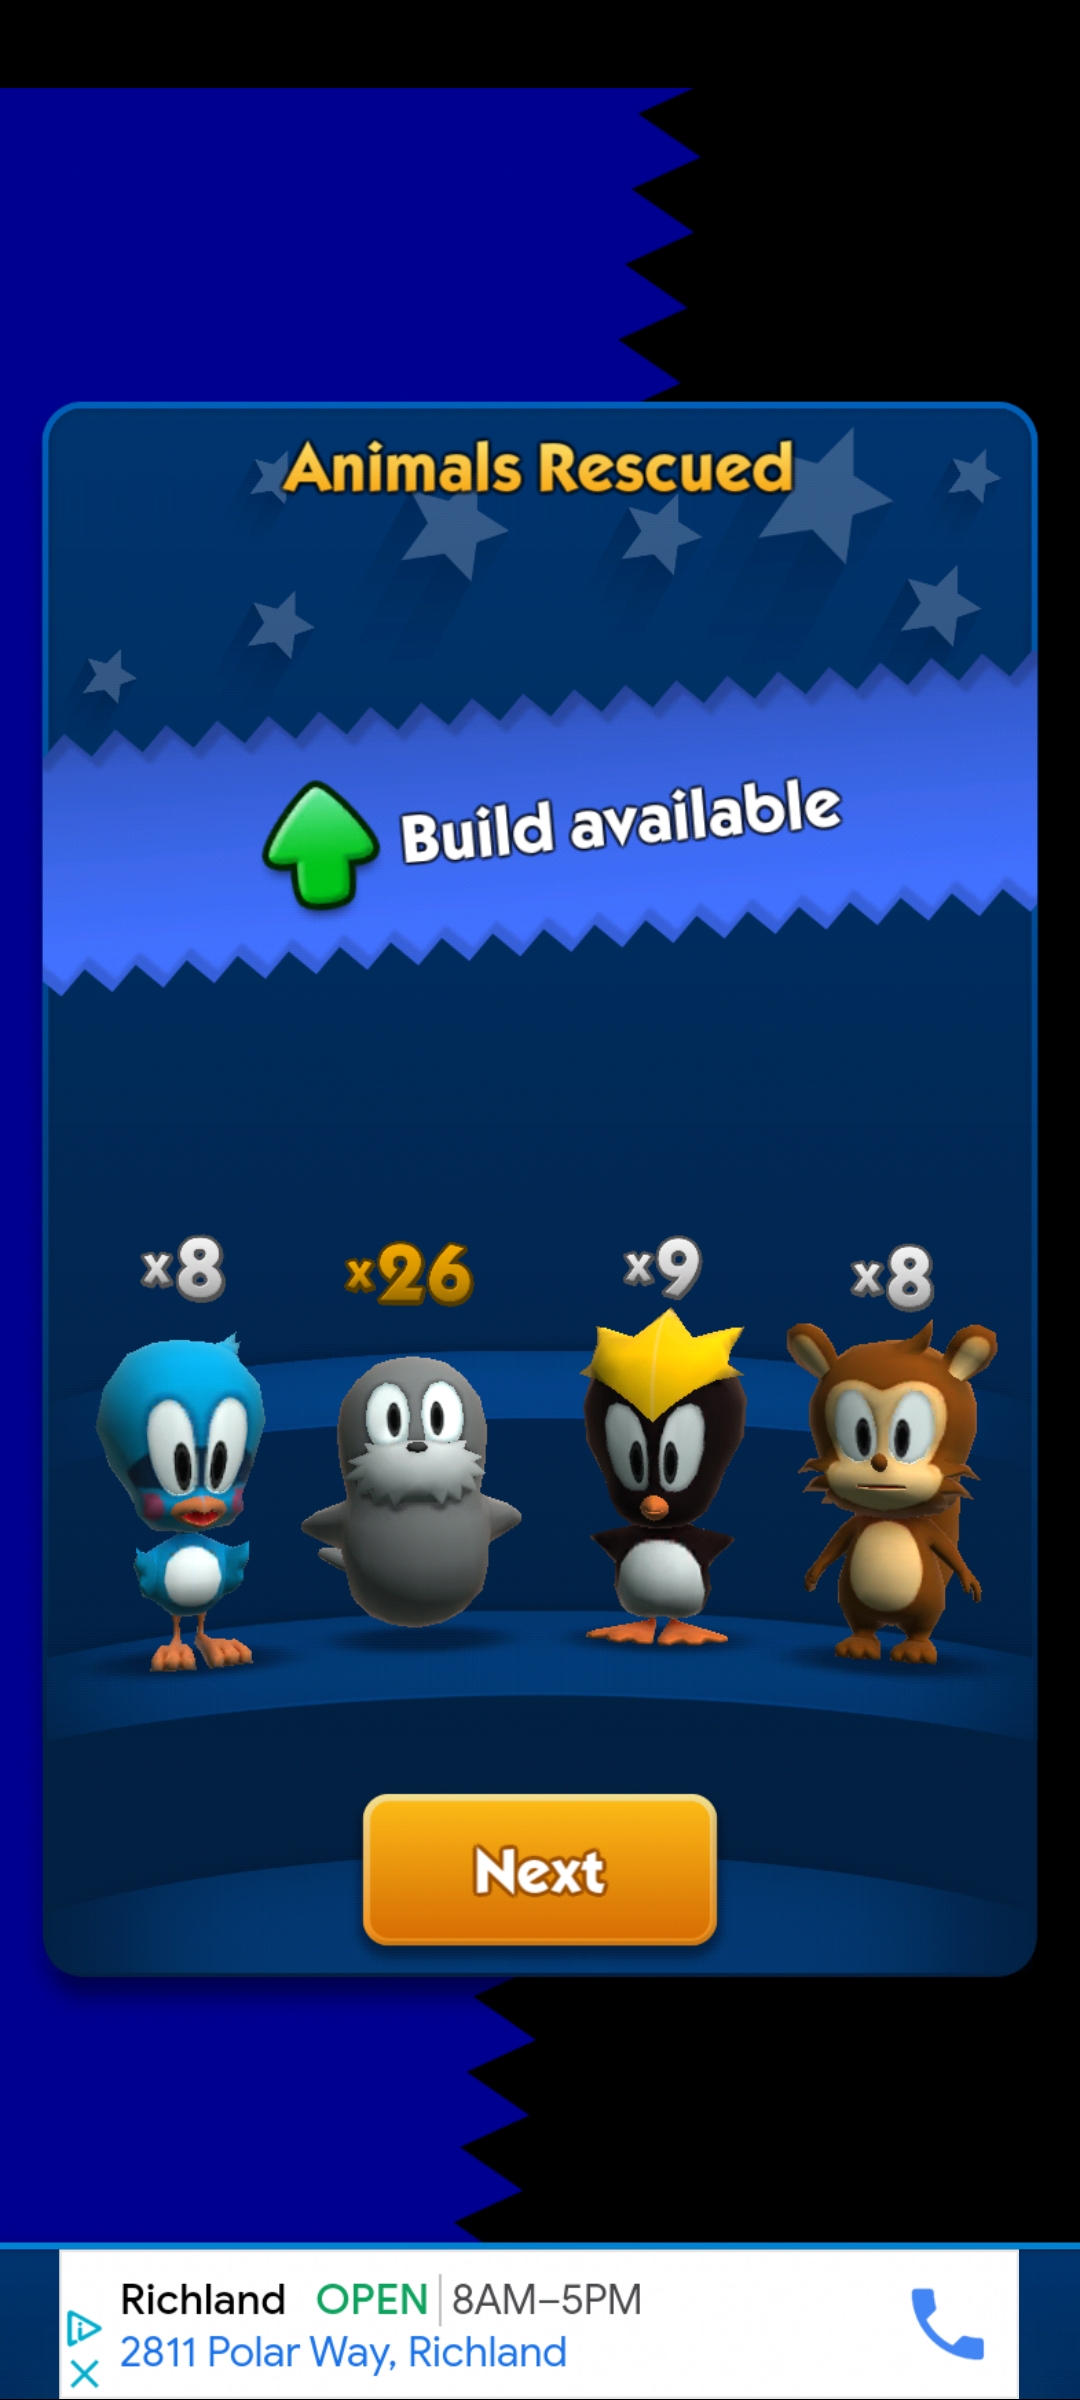 Animals Rescued
Build available
x8
x26
x9
x8
Next
Richland OPEN 8AM–5PM
2811 Polar Way, Richland